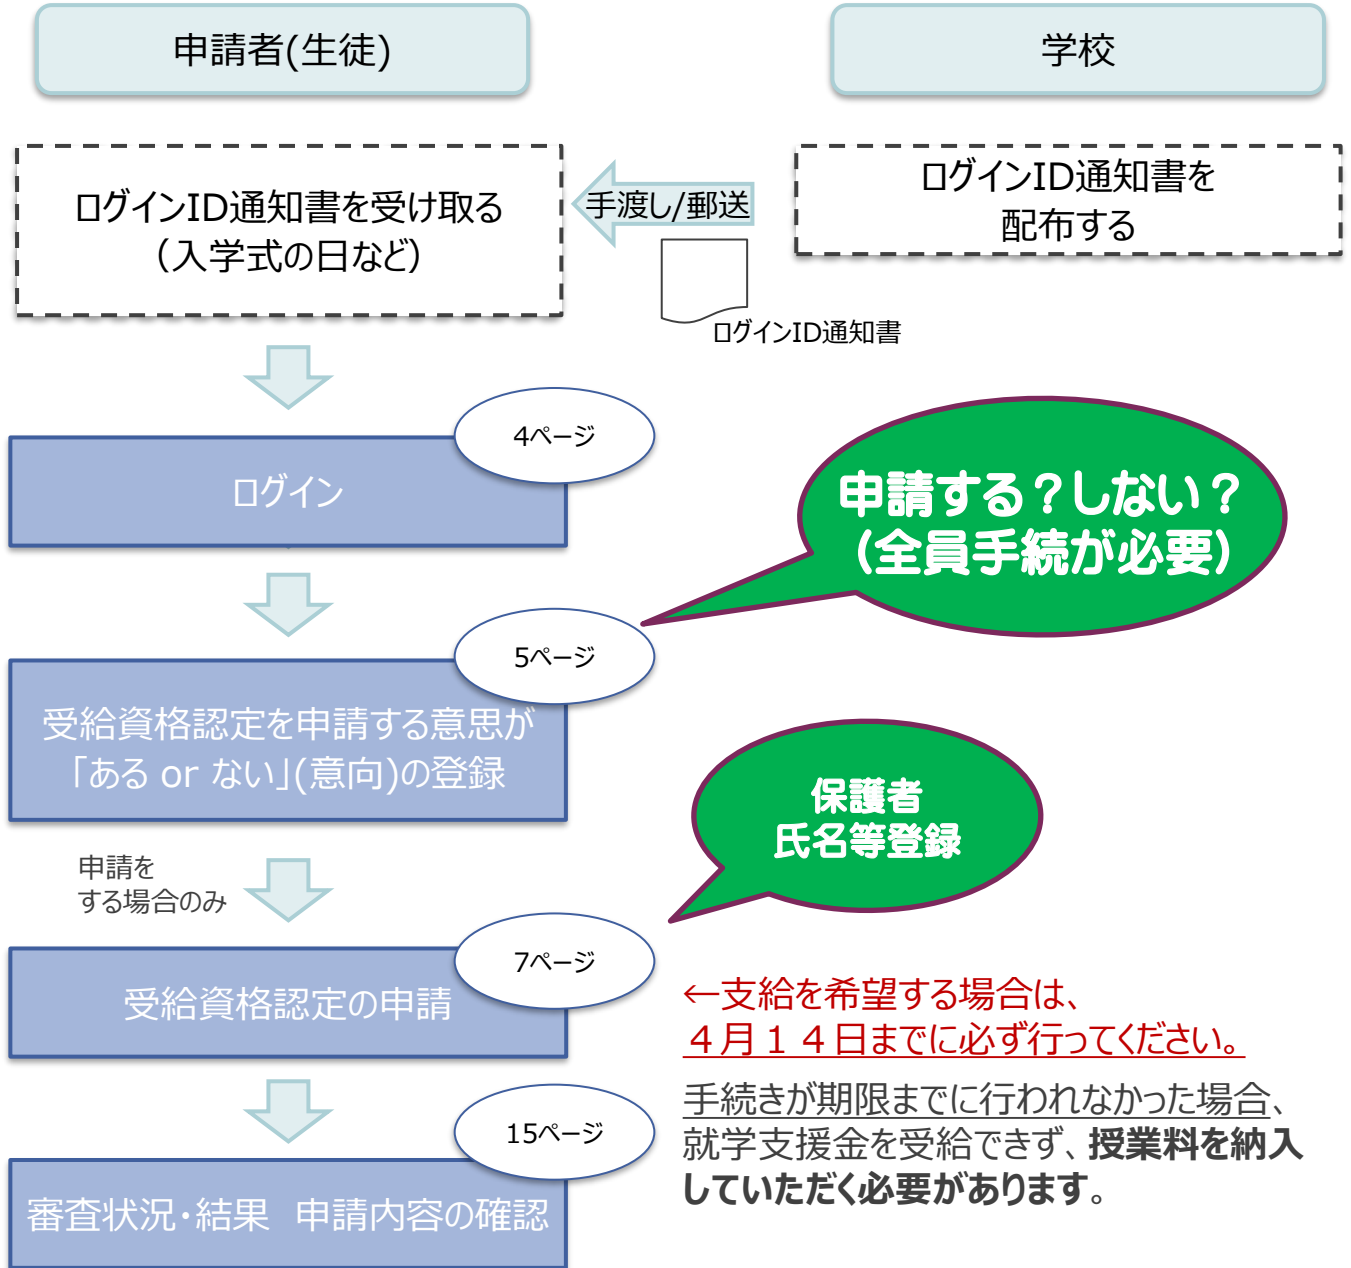 申請者(生徒)
学校
ログインID通知書を受け取る
（入学式の日など）
手渡し/郵送
ログインID通知書を
配布する
ログインID通知書
4ページ
ログイン
申請する？しない？
（全員手続が必要）
5ページ
受給資格認定を申請する意思が
「ある or ない」(意向)の登録
保護者
氏名等登録
申請を
する場合のみ
7ページ
受給資格認定の申請
←支給を希望する場合は、
４月１４日までに必ず行ってください。
手続きが期限までに行われなかった場合、
就学支援金を受給できず、授業料を納入
していただく必要があります。
15ページ
審査状況・結果　申請内容の確認